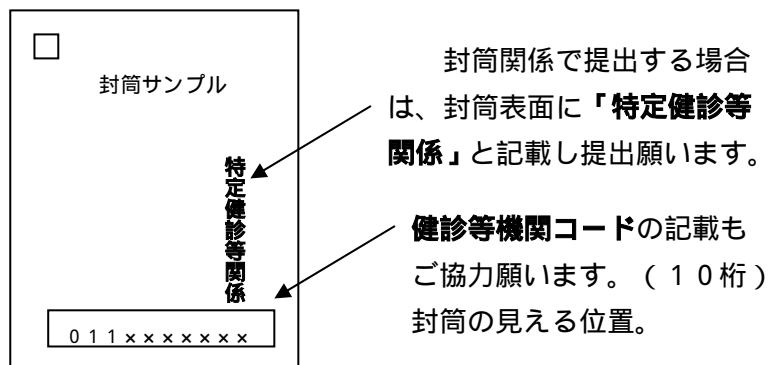 封筒サンプル
特定健診等関係
011×××××××
封筒関係で提出する場合
は、封筒表面に「特定健診等
関係」と記載し提出願います。
健診等機関コードの記載も
ご協力願います。(10桁)
封筒の見える位置。